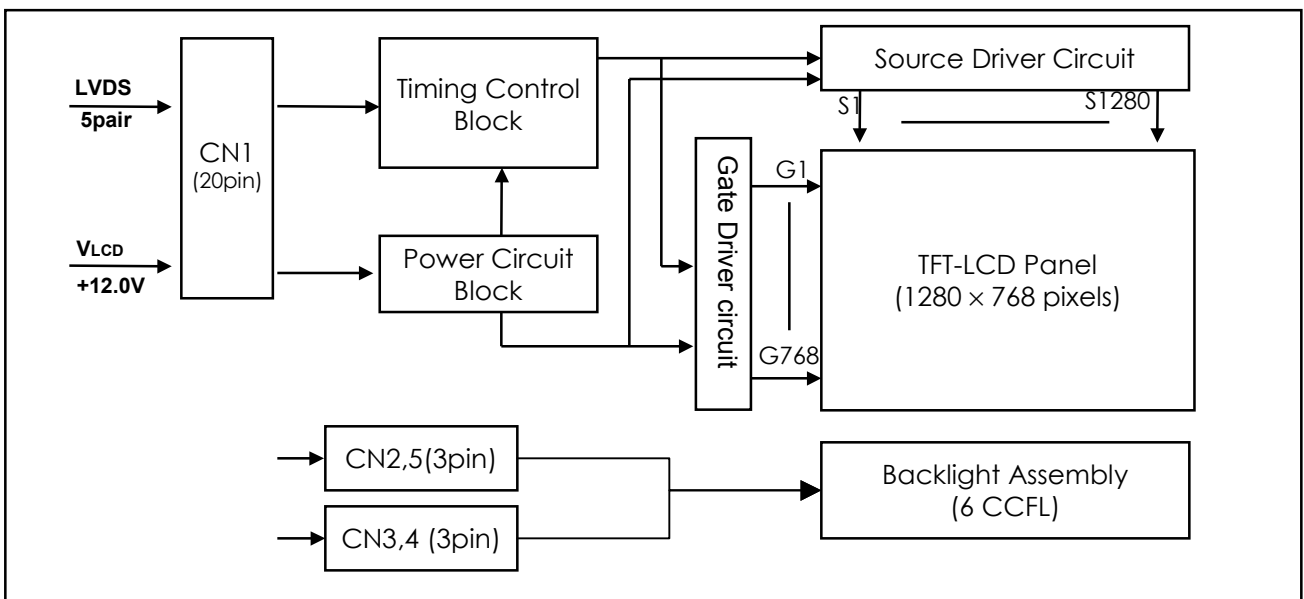 LVDS
5pair
VLCD
+12.0V
CN1
(20pin)
Timing Control
Block
Power Circuit
Block
Source Driver Circuit
S1
S1280
Gate Driver circuit
G1
G768
TFT-LCD Panel
(1280 × 768 pixels)
CN2,5(3pin)
CN3,4 (3pin)
Backlight Assembly
(6 CCFL)